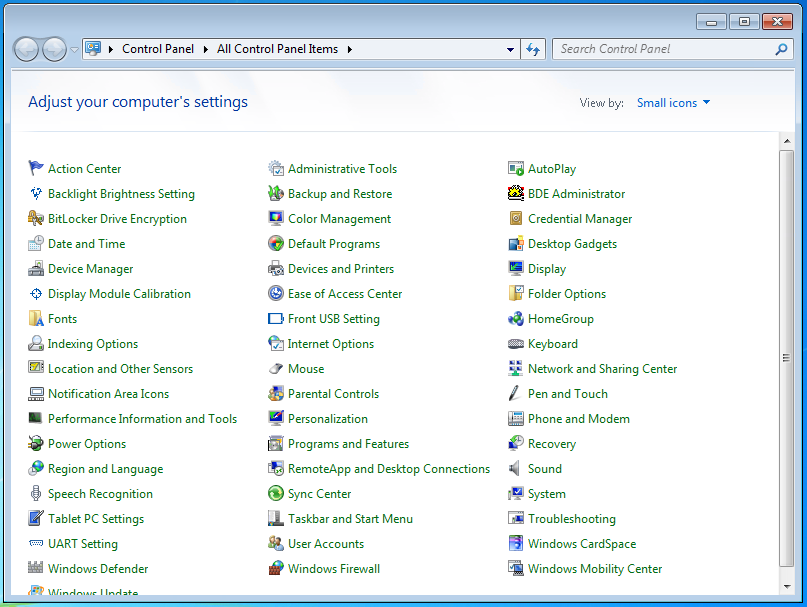 Control Panel All Control Panel Items Search Control Panel
Adjust your computer's settings View by: Small icons
Action Center Administrative Tools AutoPlay
Backlight Brightness Setting Backup and Restore BDE Administrator
BitLocker Drive Encryption Color Management Credential Manager
Date and Time Default Programs Desktop Gadgets
Device Manager Devices and Printers Display
Display Module Calibration Ease of Access Center Folder Options
Fonts Front USB Setting HomeGroup
Indexing Options Internet Options Keyboard
Location and Other Sensors Mouse Network and Sharing Center
Notification Area Icons Parental Controls Pen and Touch
Performance Information and Tools Personalization Phone and Modem
Power Options Programs and Features Recovery
Region and Language RemoteApp and Desktop Connections Sound
Speech Recognition Sync Center System
Tablet PC Settings Taskbar and Start Menu Troubleshooting
UART Setting User Accounts Windows CardSpace
Windows Defender Windows Firewall Windows Mobility Center
Windows Update